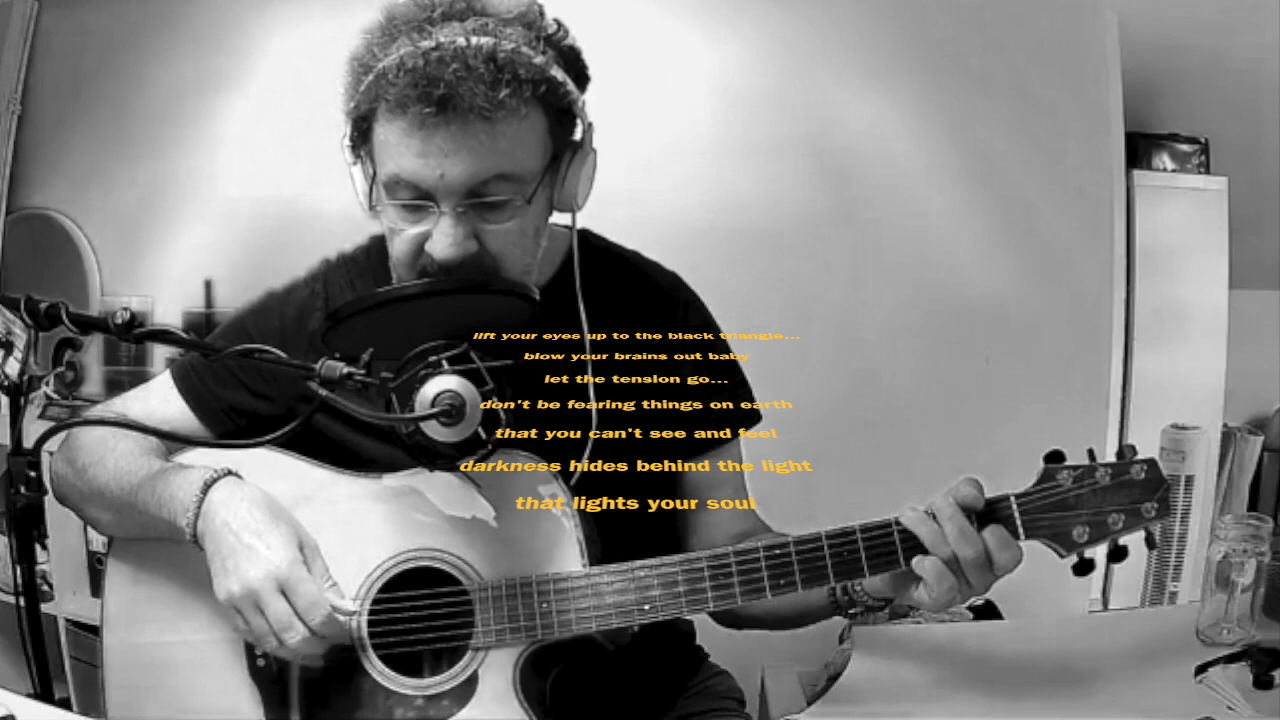 lift your eyes up to the black triangle...
blow your brains out baby
let the tension go...
don't be fearing things on earth
that you can't see and feel
darkness hides behind the light
that lights your soul